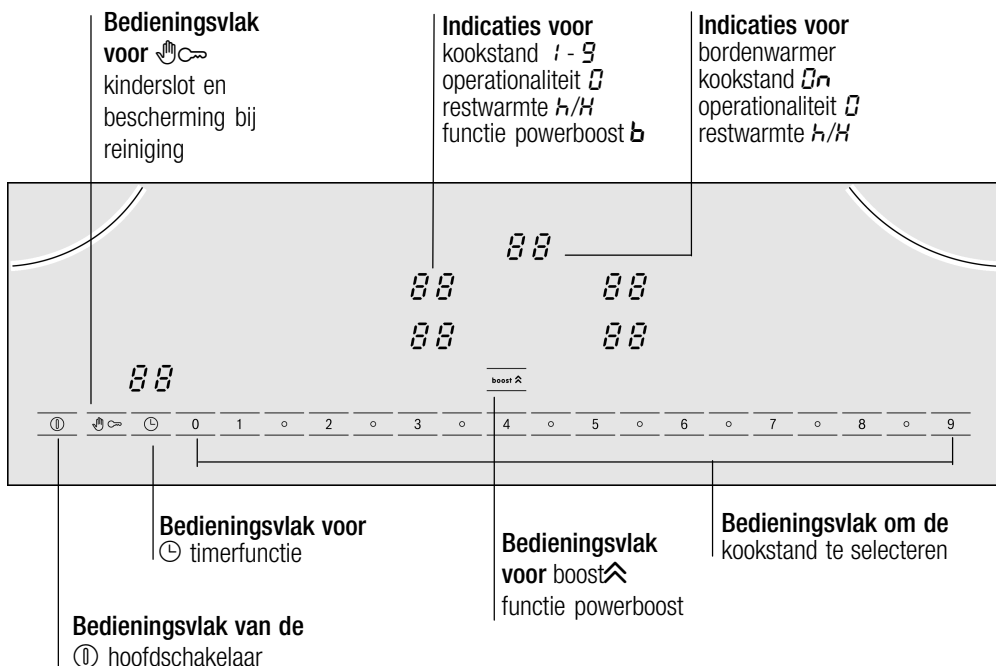 Bedieningsvlak
voor
kinderslot en
bescherming bij
reiniging
Indicaties voor
kookstand 1 - 9
operationaliteit 0
restwarmte h/H
functie powerboost b
Indicaties voor
bordenwarmer
kookstand On
operationaliteit 0
restwarmte h/H
88
88 88
88 88
88
boost
0 1 2 3 4 5 6 7 8 9
Bedieningsvlak voor
timerfunctie
Bedieningsvlak
voor boost
functie powerboost
Bedieningsvlak om de
kookstand te selecteren
Bedieningsvlak van de
hoofdschakelaar